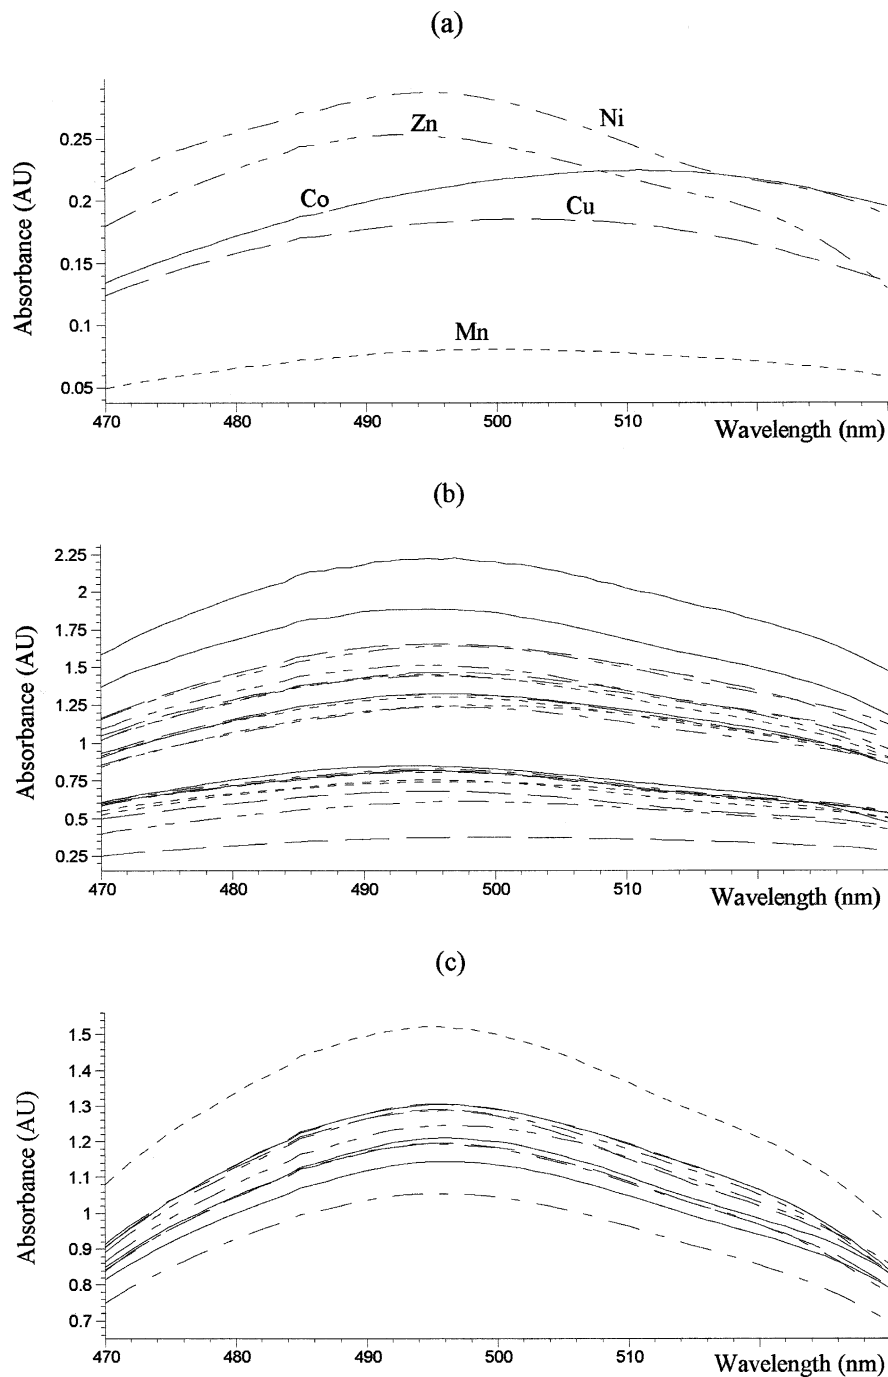 (a)
Absorbance (AU)
0.25
0.2
0.15
0.1
0.05
Ni
Zn
Co
Cu
Mn
470
480
490
500
510
Wavelength (nm)
(b)
Absorbance (AU)
2.25
2
1.75
1.5
1.25
1
0.75
0.5
0.25
470
480
490
500
510
Wavelength (nm)
(c)
Absorbance (AU)
1.5
1.4
1.3
1.2
1.1
1
0.9
0.8
0.7
470
480
490
500
510
Wavelength (nm)